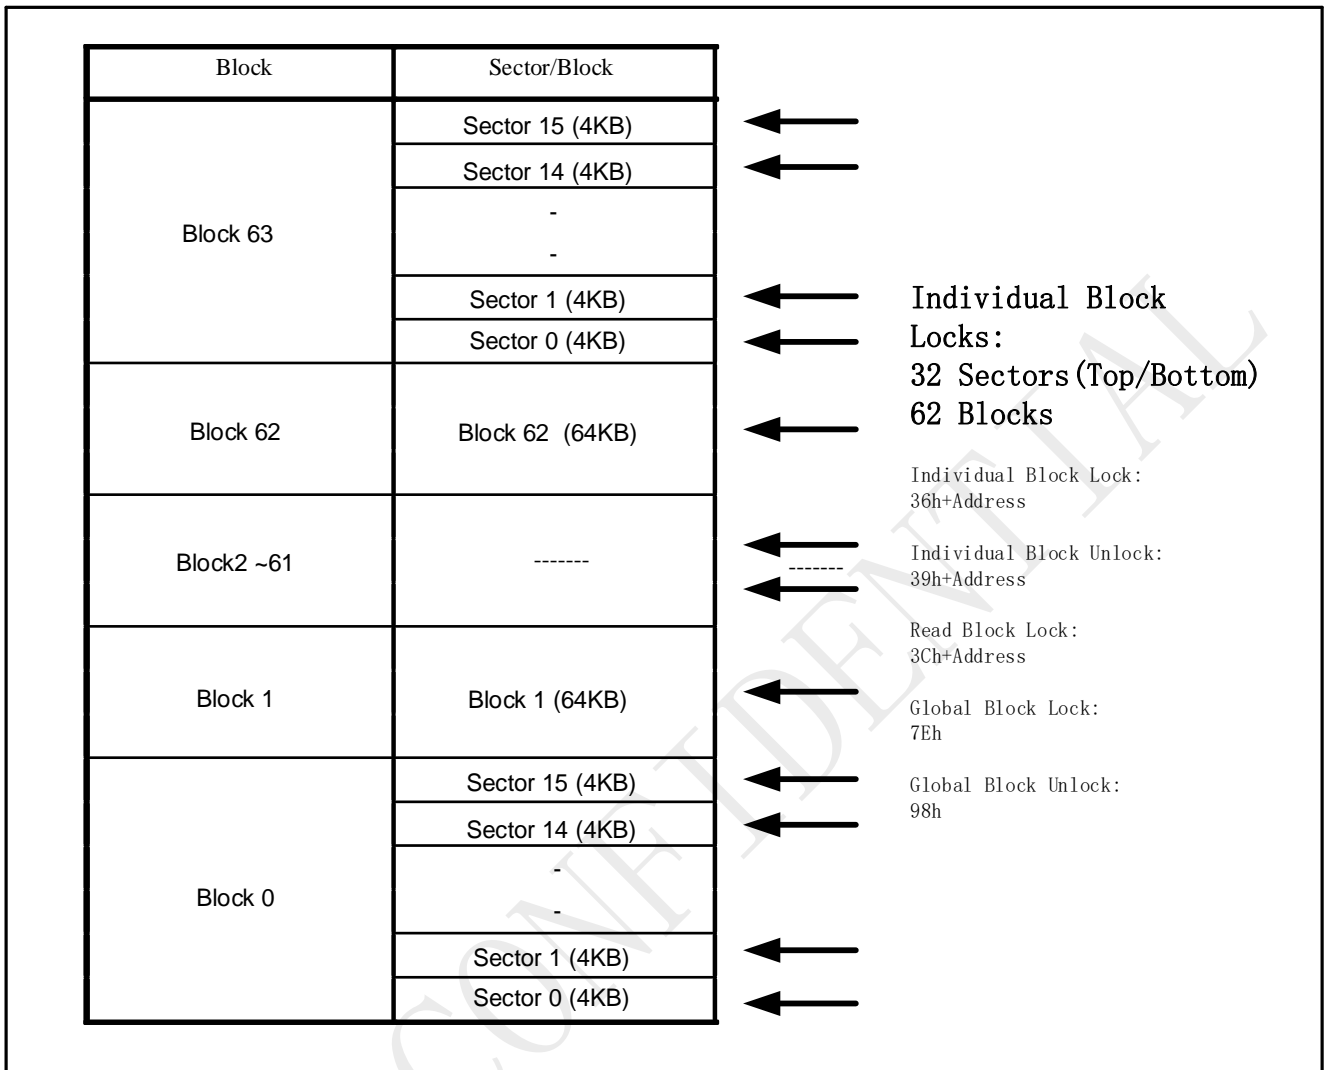 Block Sector/Block
Sector 15 (4KB)
Sector 14 (4KB)
-
Block 63
-
Sector 1 (4KB)
Sector 0 (4KB)
Block 62 Block 62 (64KB)
Block2 ~61 -------
Block 1 Block 1 (64KB)
Sector 15 (4KB)
Sector 14 (4KB)
-
Block 0
-
Sector 1 (4KB)
Sector 0 (4KB)
Individual Block
Locks:
32 Sectors(Top/Bottom)
62 Blocks
Individual Block Lock:
36h+Address
Individual Block Unlock:
-------
39h+Address
Read Block Lock:
3Ch+Address
Global Block Lock:
7Eh
Global Block Unlock:
98h
CONFIDENTIAL